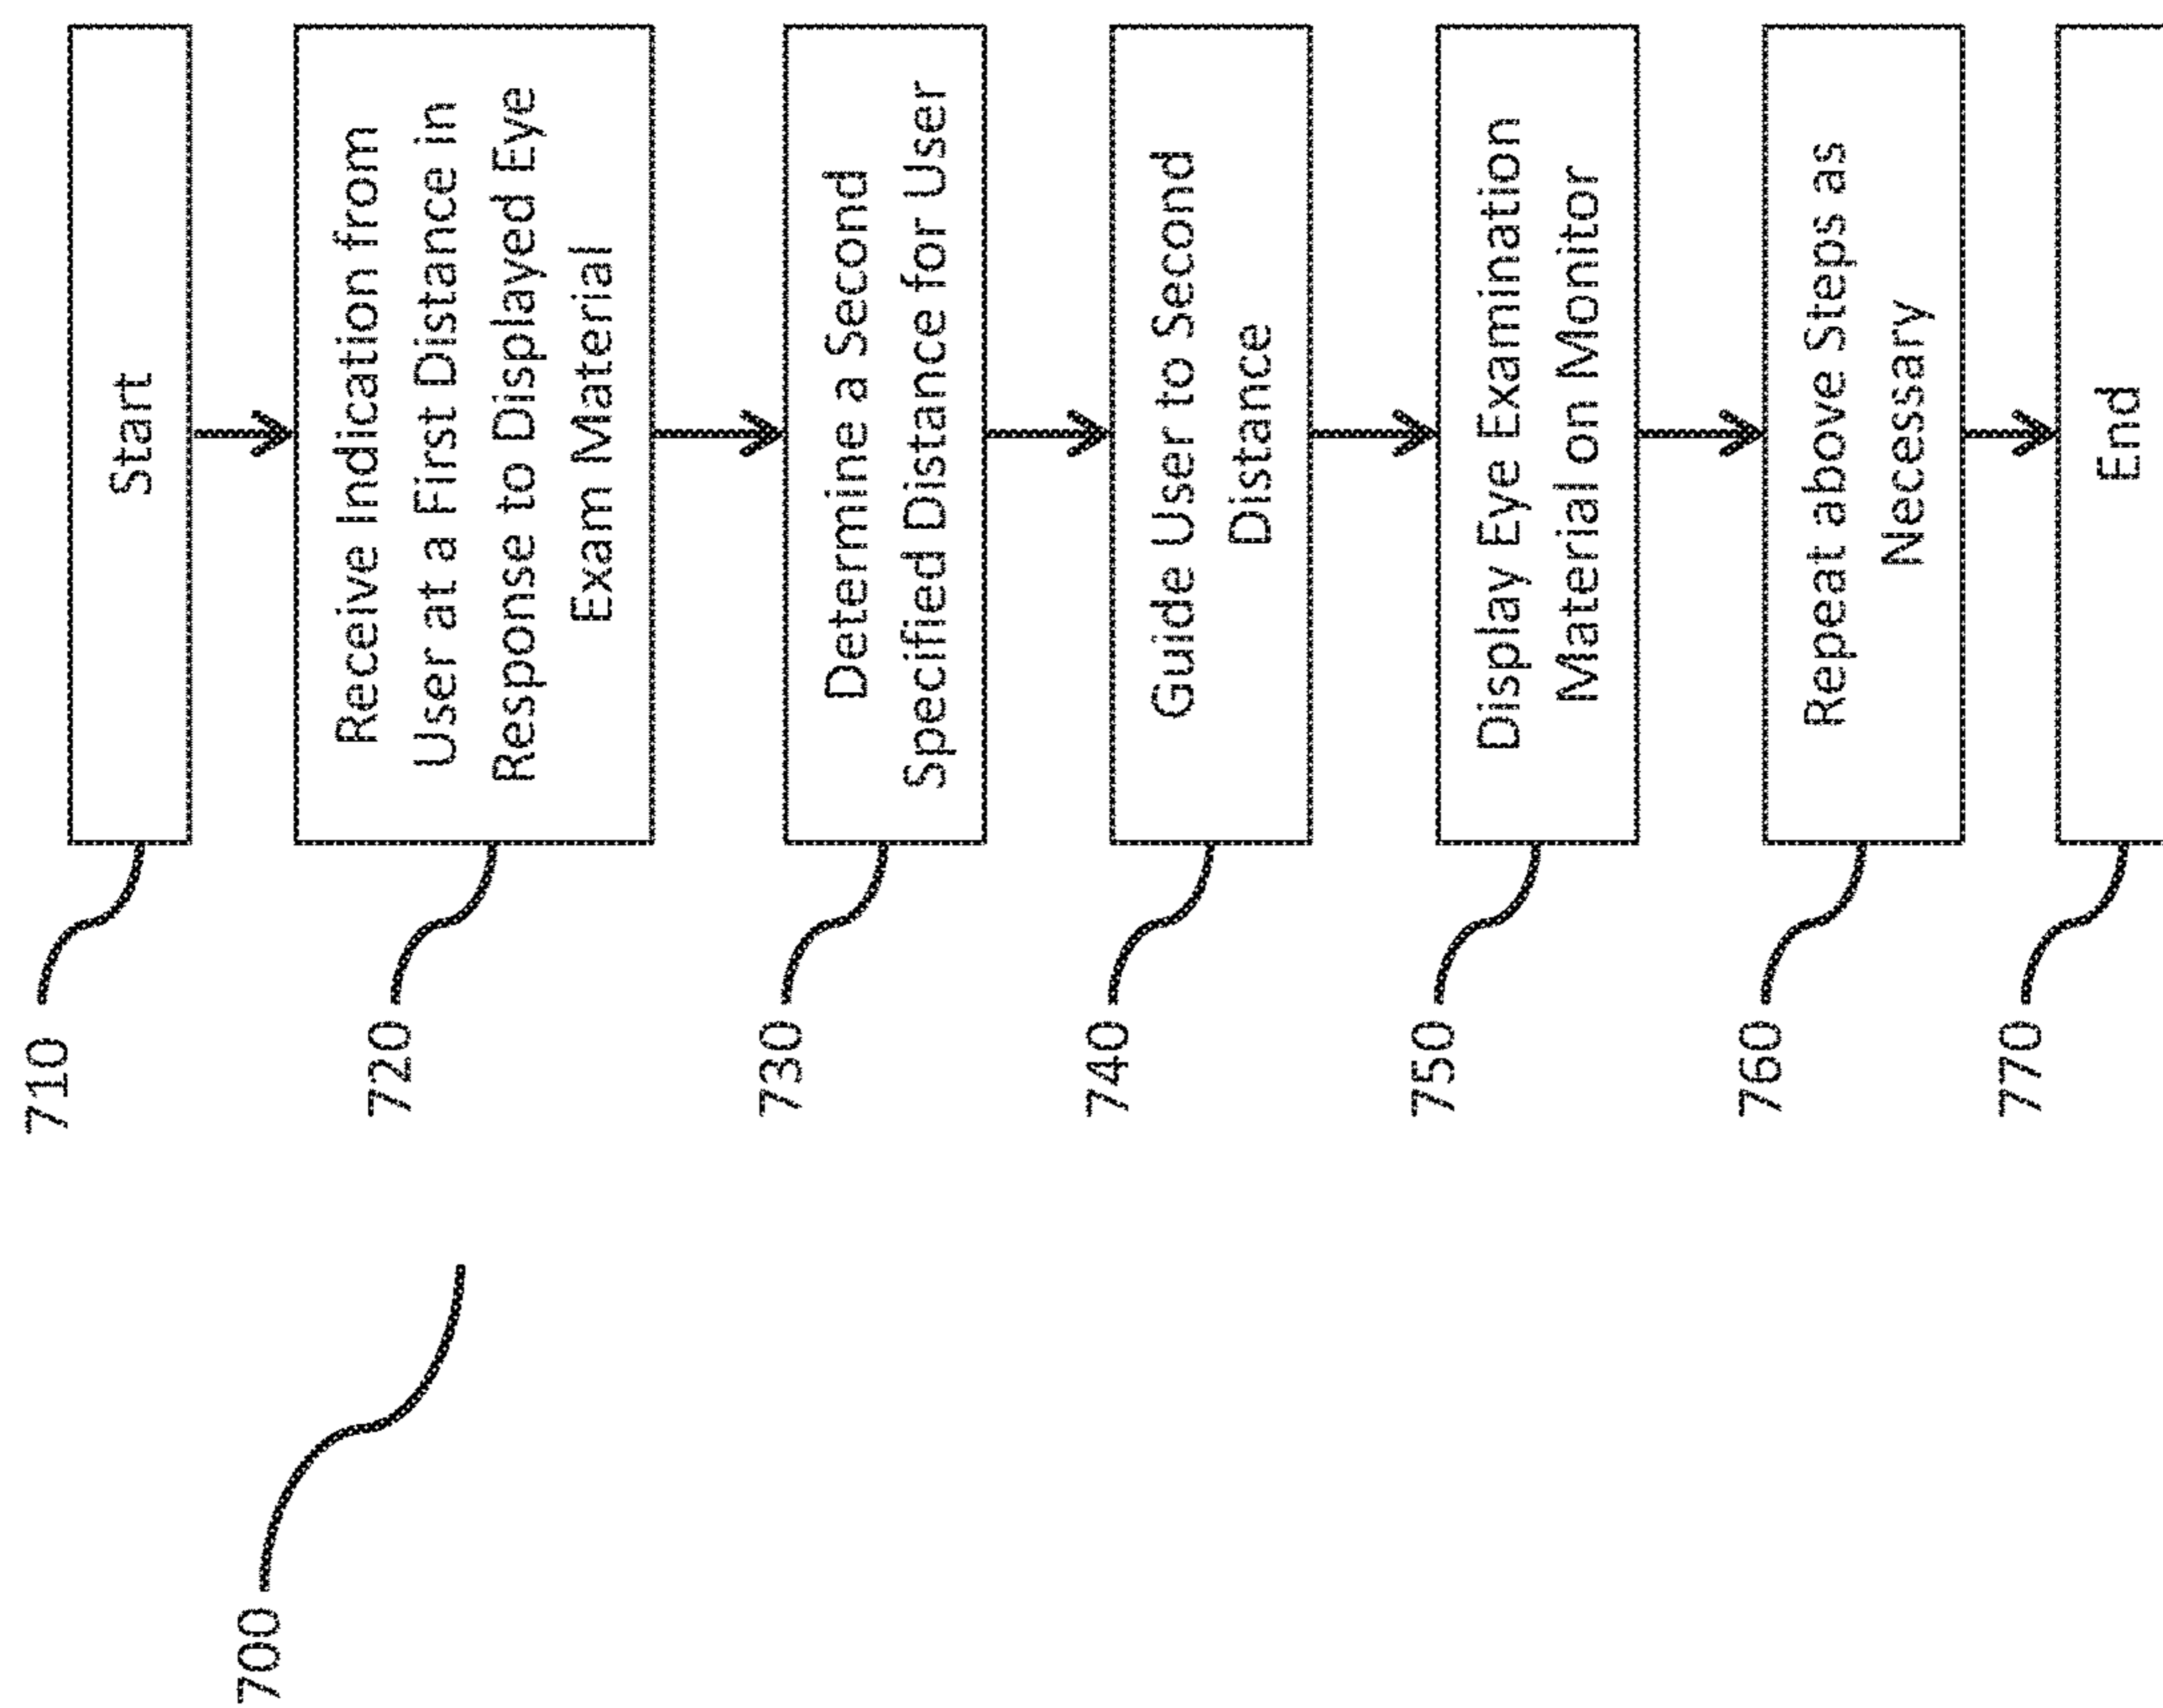 700
710
Start
720
Receive Indication from
User at a First Distance in
Response to Displayed Eye
Exam Material
730
Determine a Second
Specified Distance for User
740
Guide User to Second
Distance
750
Display Eye Examination
Material on Monitor
760
Repeat above Steps as
Necessary
770
End